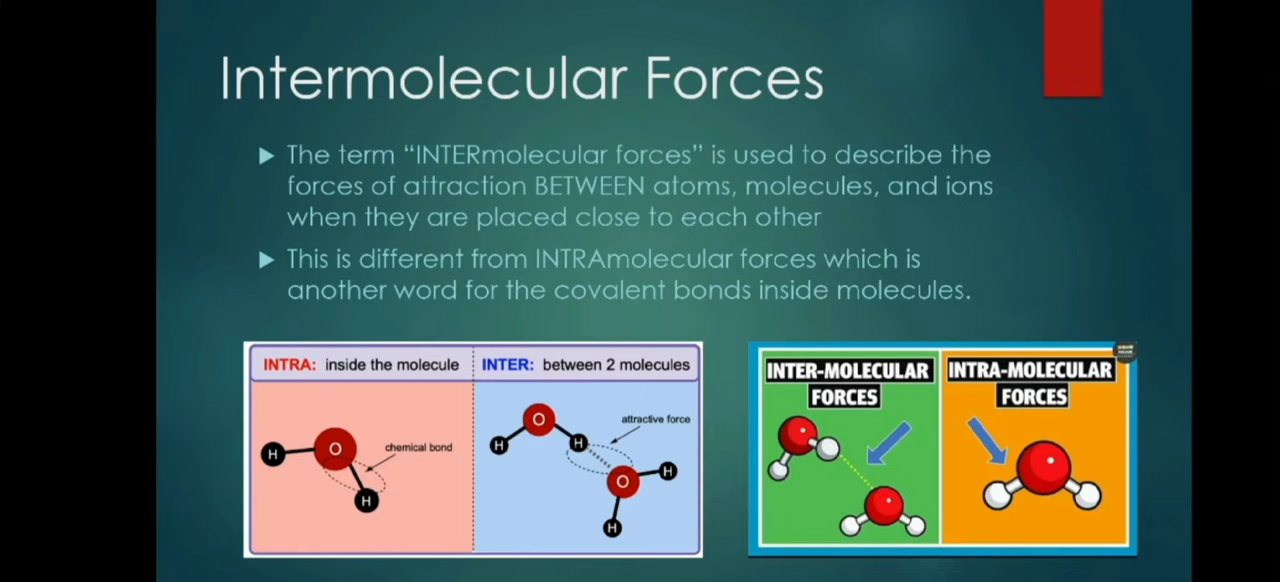 Intermolecular Forces
The term “INTERmolecular forces” is used to describe the
forces of attraction BETWEEN atoms, molecules, and ions
when they are placed close to each other
This is different from INTRAmolecular forces which is
another word for the covalent bonds inside molecules.
INTRA: inside the molecule
INTER: between 2 molecules
H
O
chemical bond
H
O
H
H
attractive force
O
H
H
INTER-MOLECULAR
FORCES
INTRA-MOLECULAR
FORCES